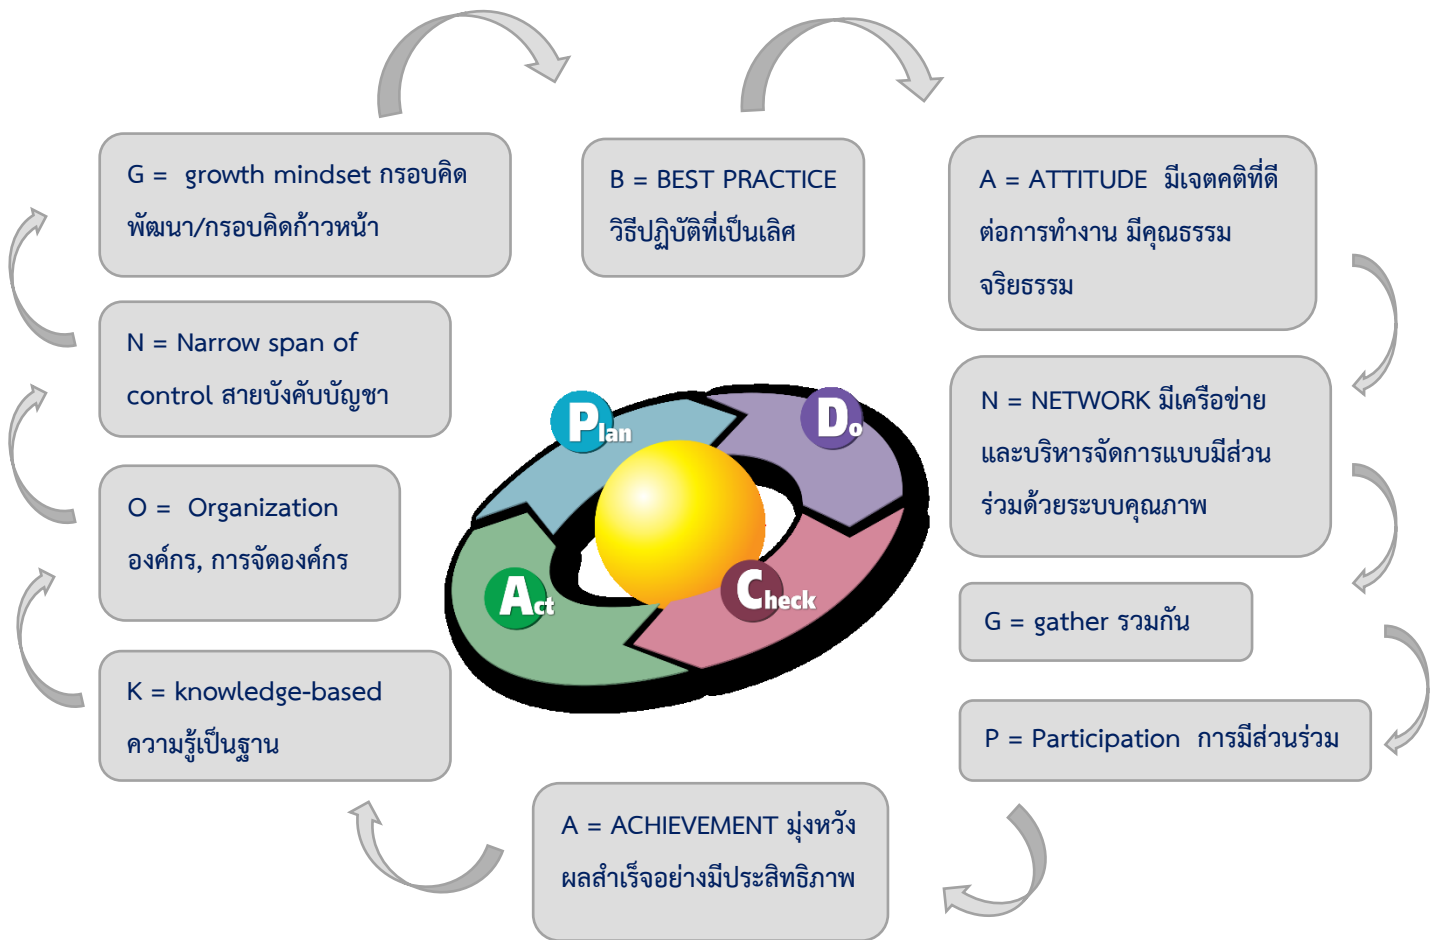 G = growth mindset กรอบคิด
พัฒนา/กรอบคิดก้าวหน้า
B = BEST PRACTICE
วิธีปฏิบัติที่เป็นเลิศ
A = ATTITUDE มีเจตคติที่ดี
ต่อการทำงาน มีคุณธรรม
จริยธรรม
N = Narrow span of
control สายบังคับบัญชา
N = NETWORK มีเครือข่าย
และบริหารจัดการแบบมีส่วน
ร่วมด้วยระบบคุณภาพ
Plan
Do
O = Organization
องค์กร, การจัดองค์กร
Act
Check
G = gather รวมกัน
K = knowledge-based
ความรู้เป็นฐาน
P = Participation การมีส่วนร่วม
A = ACHIEVEMENT มุ่งหวัง
ผลสำเร็จอย่างมีประสิทธิภาพ